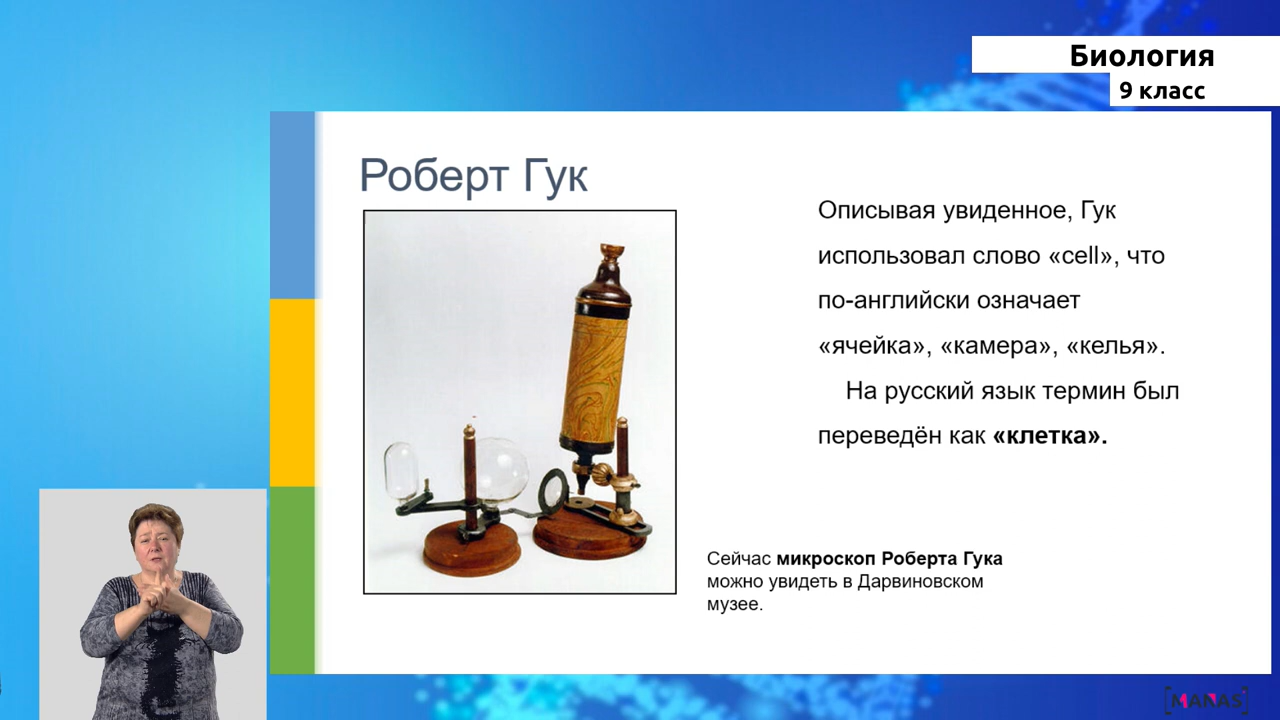 Биология
9 класс
Роберт Гук
Описывая увиденное, Гук
использовал слово «cell», что
по-английски означает
«ячейка», «камера», «келья».
На русский язык термин был
переведён как «клетка».
Сейчас микроскоп Роберта Гука
можно увидеть в Дарвиновском
музее.
[MANAS]